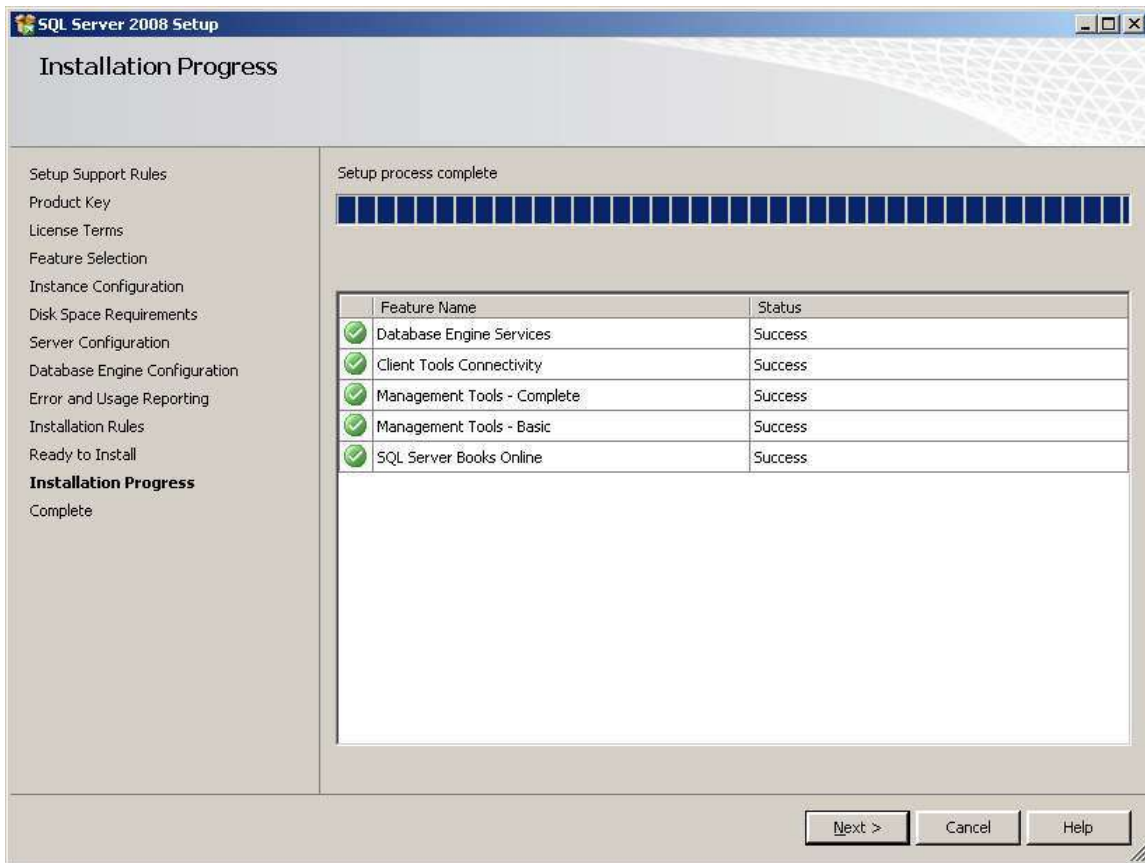 SQL Server 2008 Setup
Installation Progress
Setup Support Rules
Product Key
License Terms
Feature Selection
Instance Configuration
Disk Space Requirements
Server Configuration
Database Engine Configuration
Error and Usage Reporting
Installation Rules
Ready to Install
Installation Progress
Complete
Setup process complete
Feature Name Status
Database Engine Services Success
Client Tools Connectivity Success
Management Tools - Complete Success
Management Tools - Basic Success
SQL Server Books Online Success
Next > Cancel Help